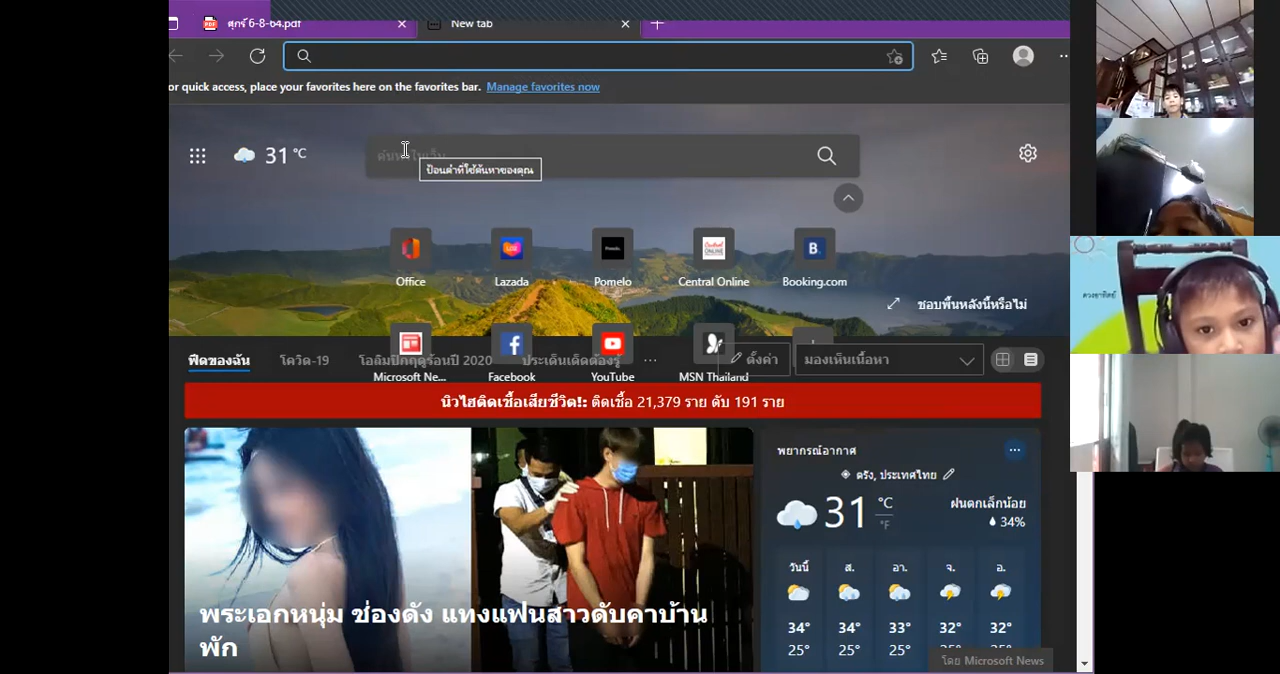 ศุกร์ 6-8-64.pdf
New tab
or quick access, place your favorites here on the favorites bar. Manage favorites now
31 °C
ป้อนคำที่ใช้ค้นหาของคุณ
Office
Lazada
Pomelo
Central Online
Booking.com
ชอบพื้นหลังนี้หรือไม่
ฟีดของฉัน
โควิด-19
โอลิมปิกฤดูร้อนปี 2020
ประเด็นเด็ดต้องรู้
ตั้งค่า
มองเห็นเนื้อหา
Microsoft Ne...
Facebook
YouTube
MSN Thailand
นิวไฮติดเชื้อเสียชีวิต!: ติดเชื้อ 21,379 ราย ดับ 191 ราย
พระเอกหนุ่ม ช่องดัง แทงแฟนสาวดับคาบ้าน
พัก
พยากรณ์อากาศ
ตรัง, ประเทศไทย
31 °C °F
ฝนตกเล็กน้อย
34%
วันนี้ ส. อา. จ. อ.
34° 34° 33° 32° 32°
25° 25° 25° 25° 25°
โดย Microsoft News
ดวงอาทิตย์